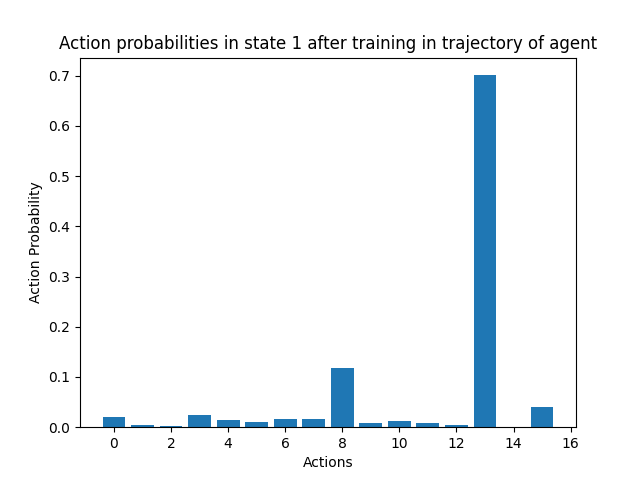 Action probabilities in state 1 after training in trajectory of agent
0.7
0.6
0.5
0.4
0.3
0.2
0.1
0.0
Action Probability
0 2 4 6 8 10 12 14 16
Actions